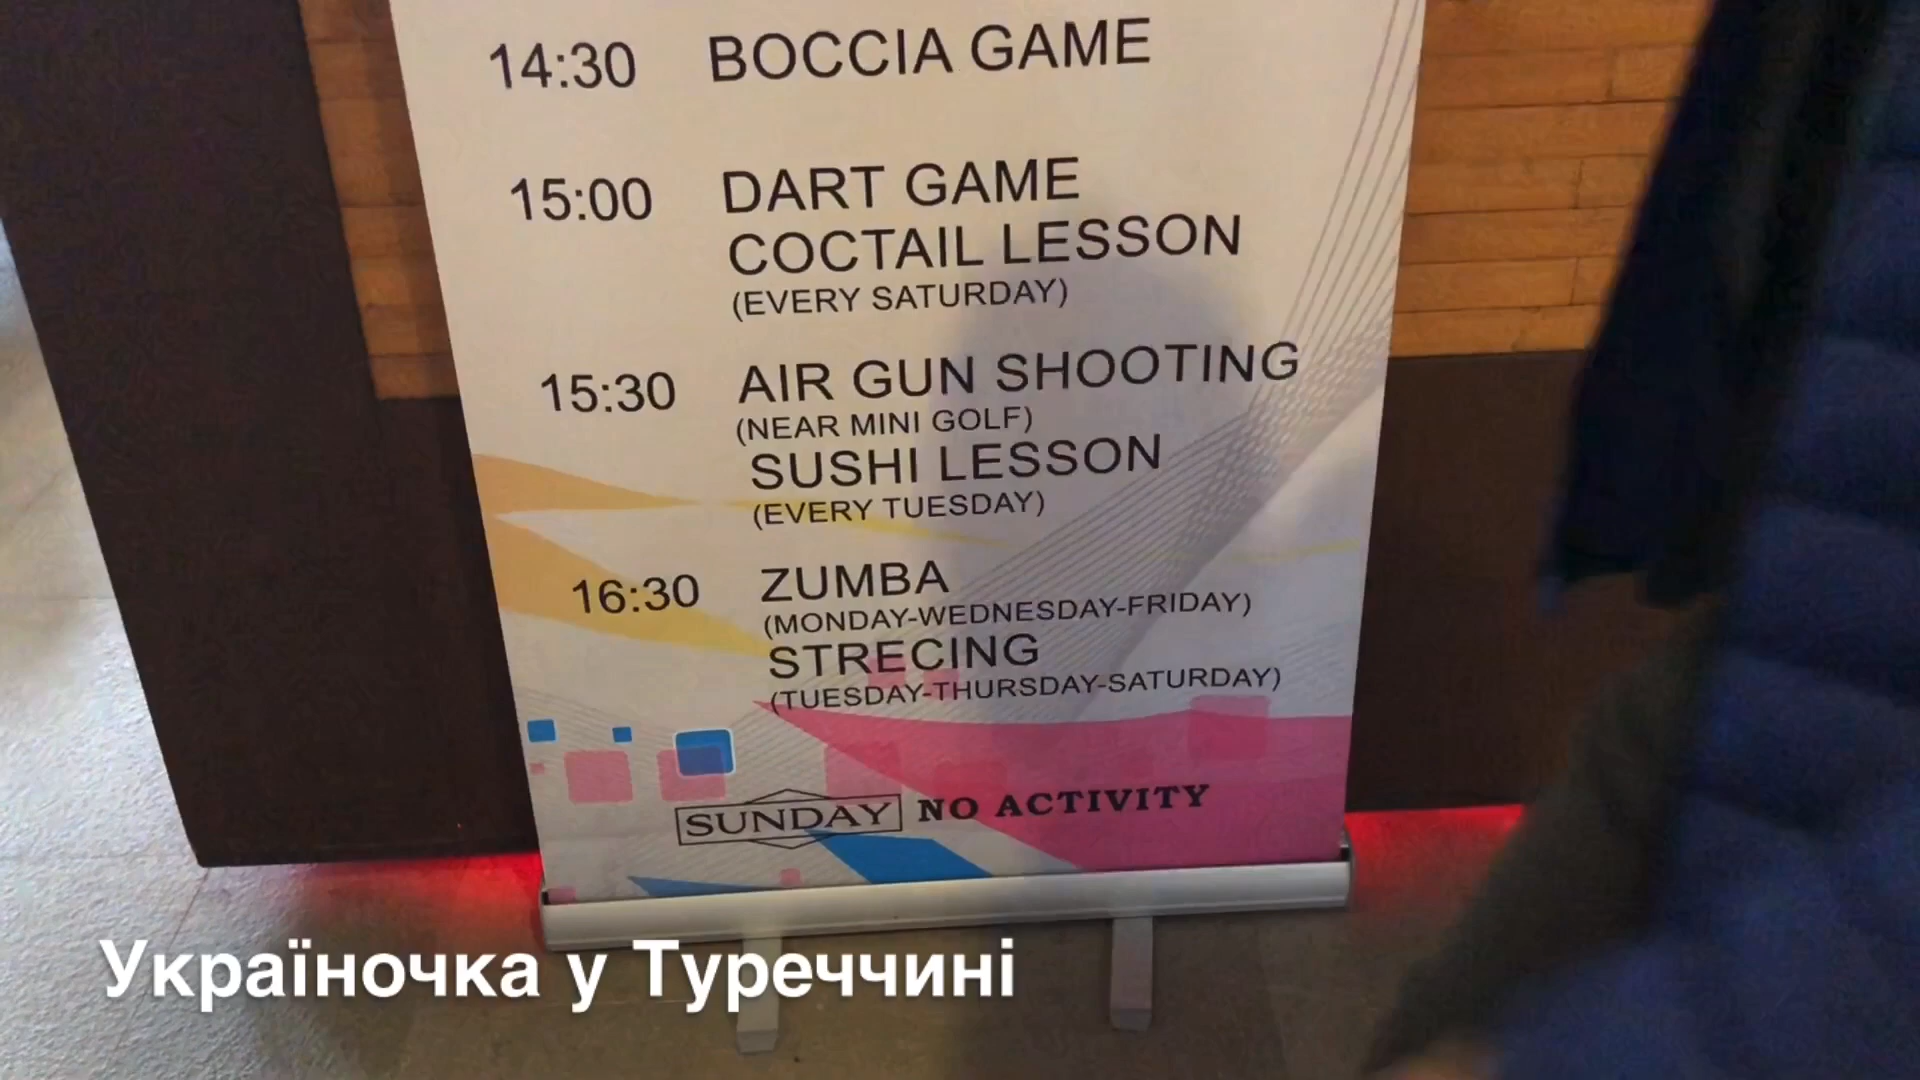 14:30 BOCCIA GAME
15:00 DART GAME
COCTAIL LESSON
(EVERY SATURDAY)
15:30 AIR GUN SHOOTING
(NEAR MINI GOLF)
SUSHI LESSON
(EVERY TUESDAY)
16:30 ZUMBA
(MONDAY-WEDNESDAY-FRIDAY)
STRECING
(TUESDAY-THURSDAY-SATURDAY)
SUNDAY NO ACTIVITY
Україночка у Туреччині